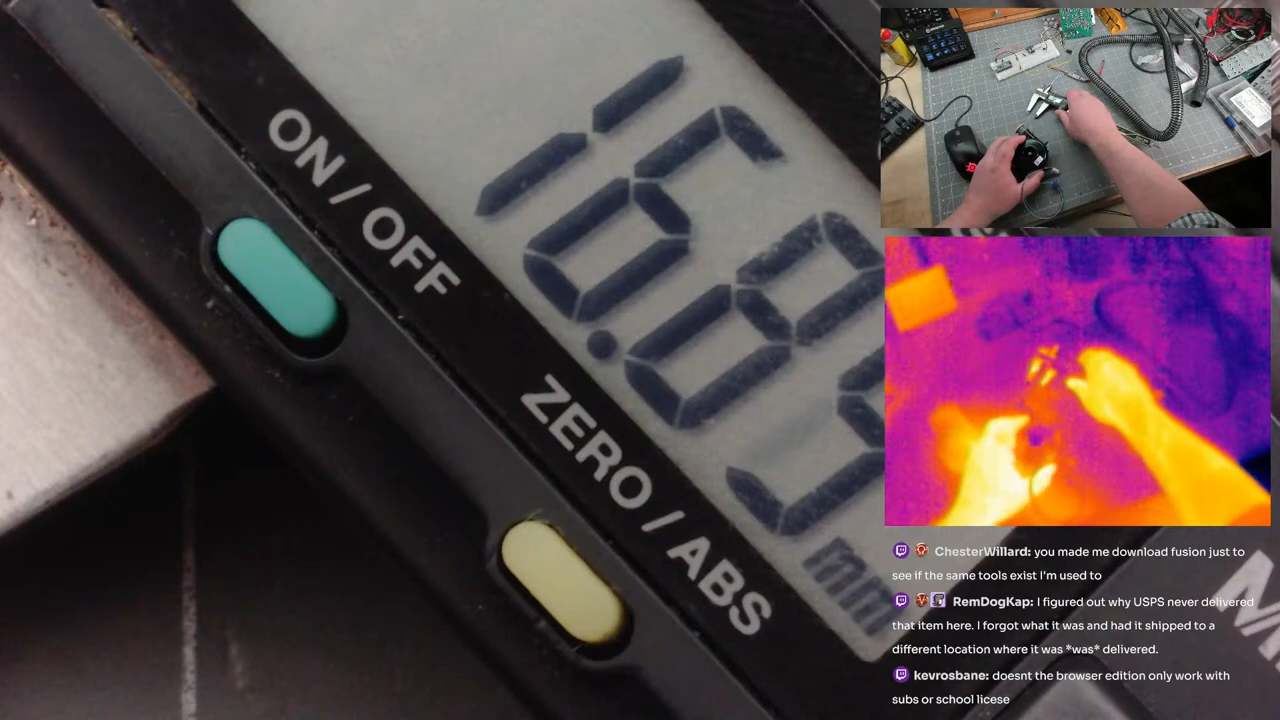 ON / OFF
ZERO / ABS
16.8
mm
ChesterWillard: you made me download fusion just to
see if the same tools exist I'm used to
RemDogKap: I figured out why USPS never delivered
that item here. I forgot what it was and had it shipped to a
different location where it was *was* delivered.
kevrosbane: doesnt the browser edition only work with
subs or school licese